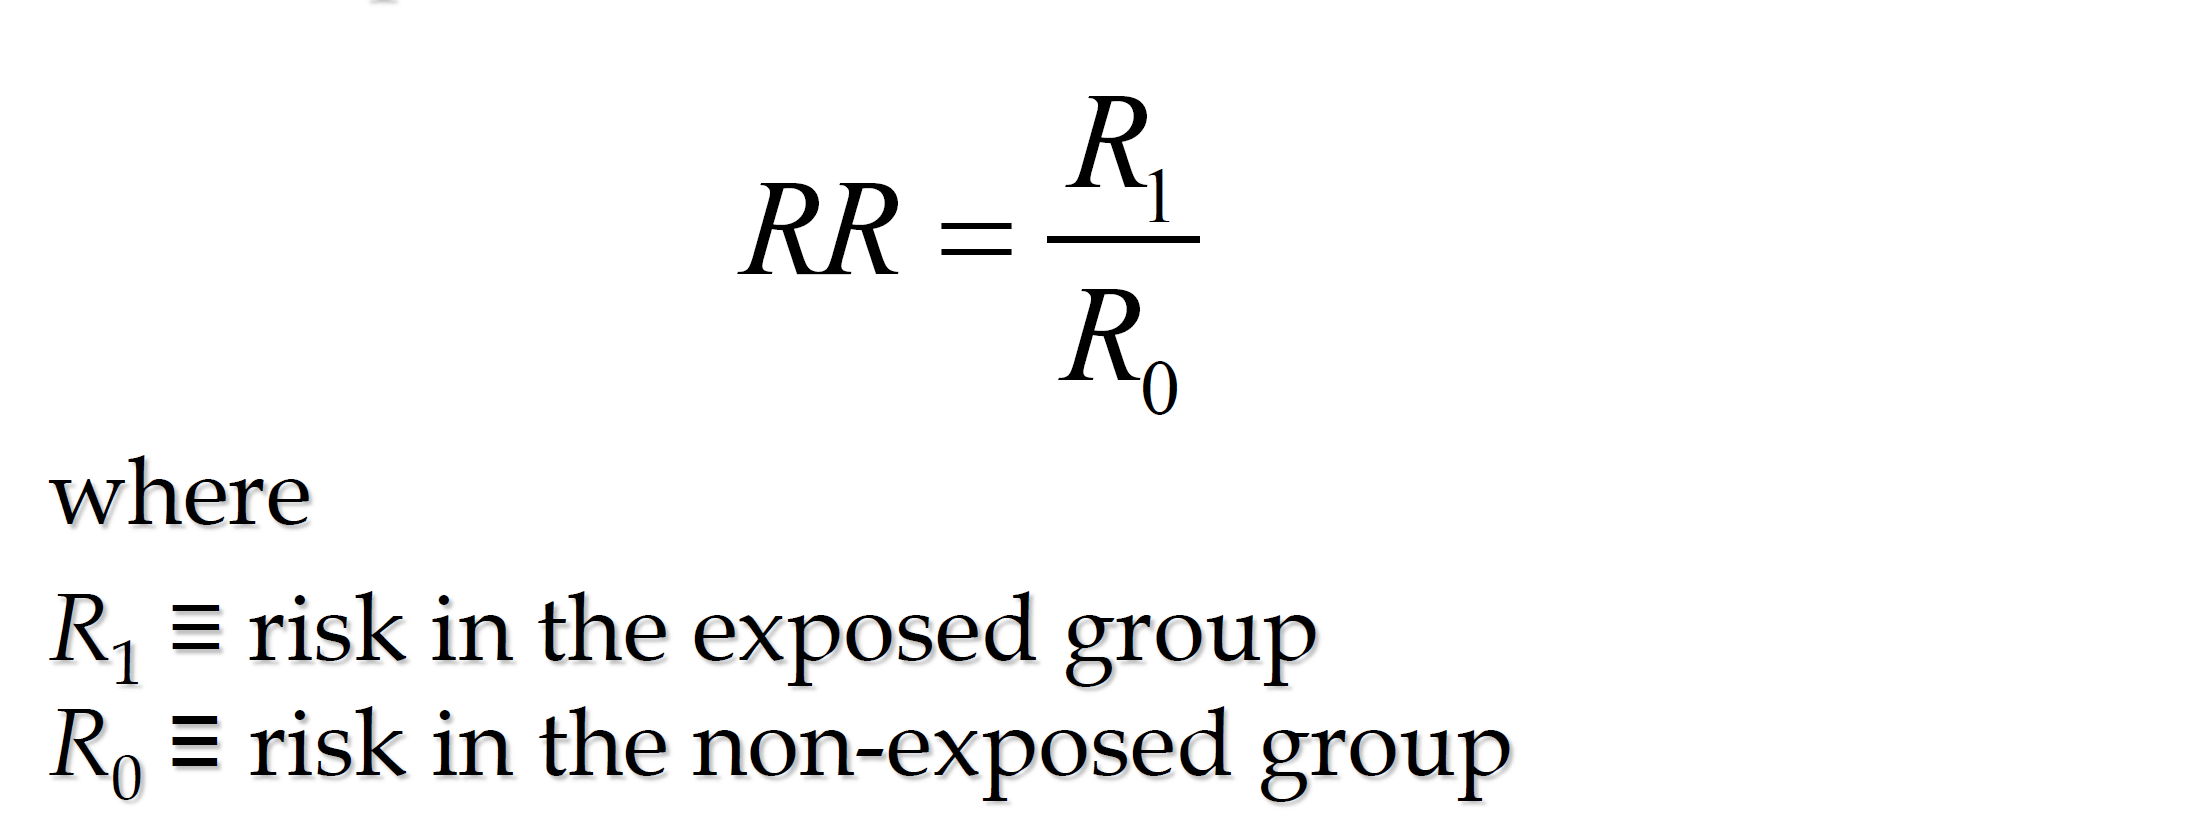 RR = R₁ / R₀
where
R₁ ≡ risk in the exposed group
R₀ ≡ risk in the non-exposed group